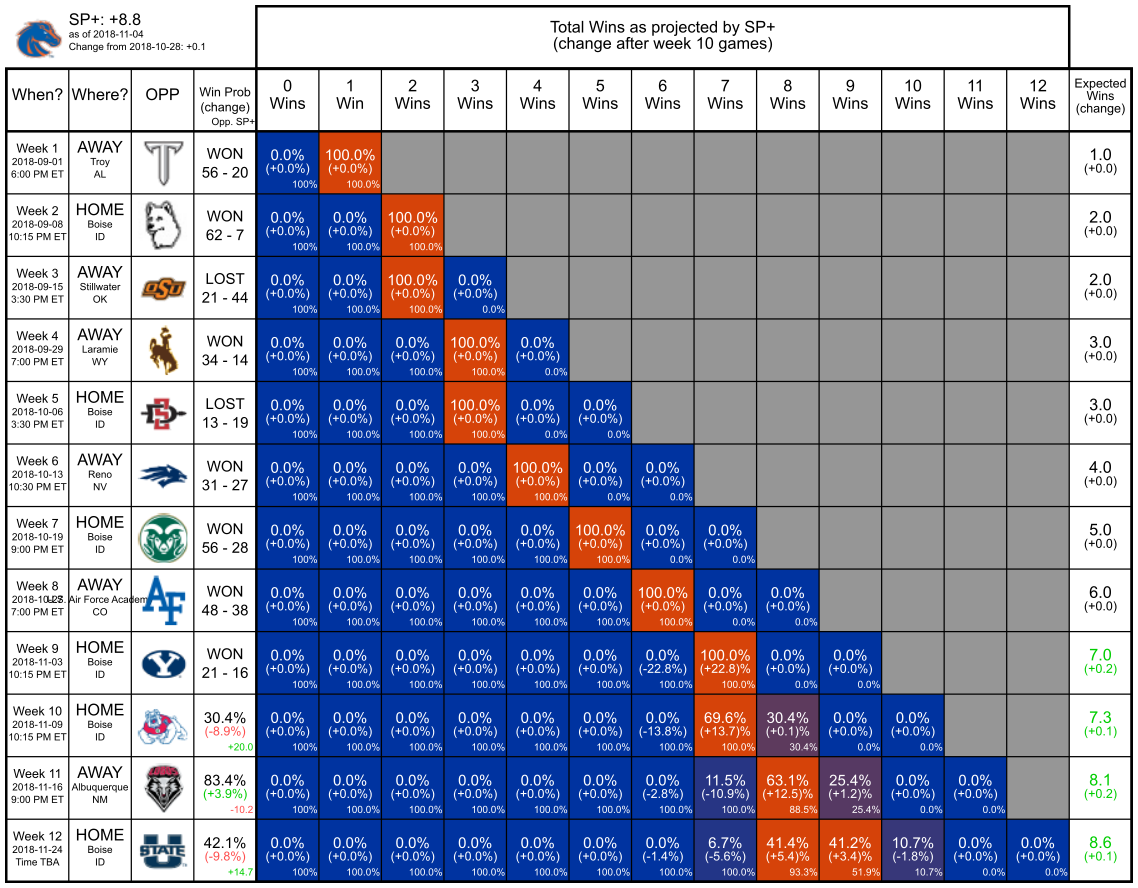 SP+: +8.8
as of 2018-11-04
Change from 2018-10-28: +0.1
Total Wins as projected by SP+
(change after week 10 games)
When? Where? OPP Win Prob (change) Opp. SP+ 0 Wins 1 Win 2 Wins 3 Wins 4 Wins 5 Wins 6 Wins 7 Wins 8 Wins 9 Wins 10 Wins 11 Wins 12 Wins Expected Wins (change)
Week 1 AWAY WON 0.0% 100.0% 1.0
2018-09-01 Troy T 56 - 20 (+0.0%) (+0.0%) (+0.0)
6:00 PM ET AL 100% 100.0%
Week 2 HOME WON 0.0% 0.0% 100.0% 2.0
2018-09-08 Boise 62 - 7 (+0.0%) (+0.0%) (+0.0%) (+0.0)
10:15 PM ET ID 100% 100.0% 100.0%
Week 3 AWAY LOST 0.0% 0.0% 100.0% 0.0% 2.0
2018-09-15 Stillwater OSU 21 - 44 (+0.0%) (+0.0%) (+0.0%) (+0.0%) (+0.0)
3:30 PM ET OK 100% 100.0% 100.0% 0.0%
Week 4 AWAY WON 0.0% 0.0% 0.0% 100.0% 0.0% 3.0
2018-09-29 Laramie 34 - 14 (+0.0%) (+0.0%) (+0.0%) (+0.0%) (+0.0%) (+0.0)
7:00 PM ET WY 100% 100.0% 100.0% 100.0% 0.0%
Week 5 HOME LOST 0.0% 0.0% 0.0% 100.0% 0.0% 0.0% 3.0
2018-10-06 Boise SD 13 - 19 (+0.0%) (+0.0%) (+0.0%) (+0.0%) (+0.0%) (+0.0%) (+0.0)
3:30 PM ET ID 100% 100.0% 100.0% 100.0% 0.0% 0.0%
Week 6 AWAY WON 0.0% 0.0% 0.0% 0.0% 100.0% 0.0% 0.0% 4.0
2018-10-13 Reno 31 - 27 (+0.0%) (+0.0%) (+0.0%) (+0.0%) (+0.0%) (+0.0%) (+0.0%) (+0.0)
10:30 PM ET NV 100% 100.0% 100.0% 100.0% 100.0% 0.0% 0.0%
Week 7 HOME WON 0.0% 0.0% 0.0% 0.0% 0.0% 100.0% 0.0% 0.0% 5.0
2018-10-19 Boise 56 - 28 (+0.0%) (+0.0%) (+0.0%) (+0.0%) (+0.0%) (+0.0%) (+0.0%) (+0.0%) (+0.0)
9:00 PM ET ID 100% 100.0% 100.0% 100.0% 100.0% 100.0% 0.0% 0.0%
Week 8 AWAY AF WON 0.0% 0.0% 0.0% 0.0% 0.0% 0.0% 100.0% 0.0% 0.0% 6.0
2018-10-27 U.S. Air Force Academy 48 - 38 (+0.0%) (+0.0%) (+0.0%) (+0.0%) (+0.0%) (+0.0%) (+0.0%) (+0.0%) (+0.0%) (+0.0)
7:00 PM ET CO 100% 100.0% 100.0% 100.0% 100.0% 100.0% 100.0% 0.0% 0.0%
Week 9 HOME WON 0.0% 0.0% 0.0% 0.0% 0.0% 0.0% 0.0% 100.0% 0.0% 0.0% 7.0
2018-11-03 Boise Y 21 - 16 (+0.0%) (+0.0%) (+0.0%) (+0.0%) (+0.0%) (+0.0%) (-22.8%) (+22.8)% (+0.0%) (+0.0%) (+0.2)
10:15 PM ET ID 100% 100.0% 100.0% 100.0% 100.0% 100.0% 100.0% 100.0% 0.0% 0.0%
Week 10 HOME 30.4% 0.0% 0.0% 0.0% 0.0% 0.0% 0.0% 0.0% 69.6% 30.4% 0.0% 0.0% 7.3
2018-11-09 Boise (-8.9%) (+0.0%) (+0.0%) (+0.0%) (+0.0%) (+0.0%) (+0.0%) (-13.8%) (+13.7)% (+0.1)% (+0.0%) (+0.0%) (+0.1)
10:15 PM ET ID +20.0 100% 100.0% 100.0% 100.0% 100.0% 100.0% 100.0% 100.0% 30.4% 0.0% 0.0%
Week 11 AWAY 83.4% 0.0% 0.0% 0.0% 0.0% 0.0% 0.0% 0.0% 11.5% 63.1% 25.4% 0.0% 0.0% 8.1
2018-11-16 Albuquerque (+3.9%) (+0.0%) (+0.0%) (+0.0%) (+0.0%) (+0.0%) (+0.0%) (-2.8%) (-10.9%) (+12.5)% (+1.2)% (+0.0%) (+0.0%) (+0.2)
9:00 PM ET NM -10.2 100% 100.0% 100.0% 100.0% 100.0% 100.0% 100.0% 100.0% 88.5% 25.4% 0.0% 0.0%
Week 12 HOME 42.1% 0.0% 0.0% 0.0% 0.0% 0.0% 0.0% 0.0% 6.7% 41.4% 41.2% 10.7% 0.0% 0.0% 8.6
2018-11-24 Boise STATE (-9.8%) (+0.0%) (+0.0%) (+0.0%) (+0.0%) (+0.0%) (+0.0%) (-1.4%) (-5.6%) (+5.4)% (+3.4)% (-1.8%) (+0.0%) (+0.0%) (+0.1)
Time TBA ID +14.7 100% 100.0% 100.0% 100.0% 100.0% 100.0% 100.0% 100.0% 93.3% 51.9% 10.7% 0.0% 0.0%